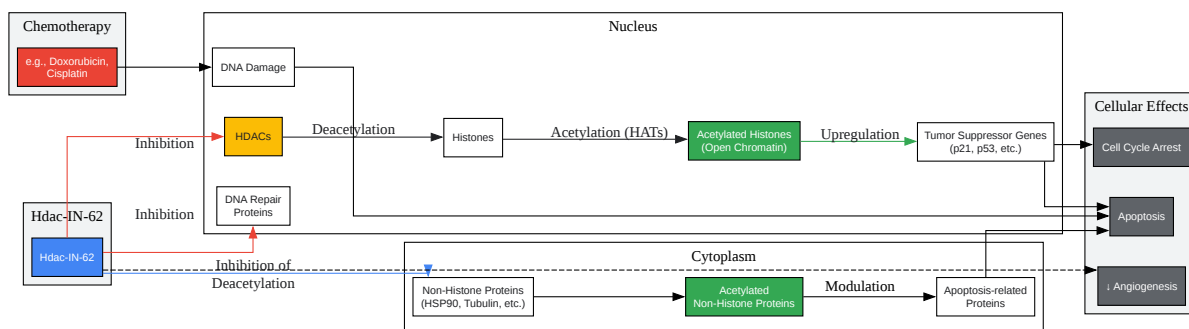 Chemotherapy
e.g., Doxorubicin,
Cisplatin
Nucleus
DNA Damage
HDACs
Deacetylation
Histones
Acetylation (HATs)
Acetylated Histones
(Open Chromatin)
Upregulation
Tumor Suppressor Genes
(p21, p53, etc.)
Inhibition
DNA Repair
Proteins
Inhibition
Cellular Effects
Cell Cycle Arrest
Apoptosis
↓ Angiogenesis
Hdac-IN-62
Hdac-IN-62
Inhibition of
Deacetylation
Cytoplasm
Non-Histone Proteins
(HSP90, Tubulin, etc.)
Acetylated
Non-Histone Proteins
Modulation
Apoptosis-related
Proteins